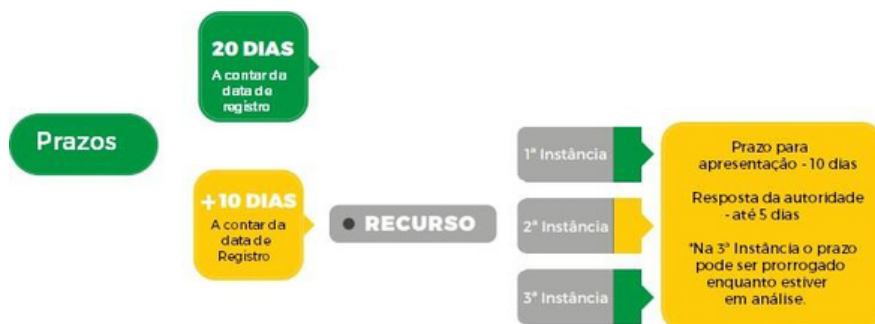 Prazos
20 DIAS
A contar da
data de
registro
+10 DIAS
A contar da
data de
Registro
RECURSO
1ª Instância
2ª Instância
3ª Instância
Prazo para
apresentação - 10 dias
Resposta da autoridade
- até 5 dias
*Na 3ª Instância o prazo
pode ser prorrogado
enquanto estiver
em análise.